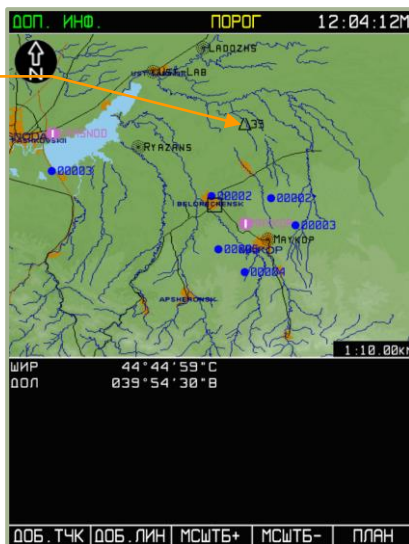 ДОП. ИНФ. ПОРОГ 12:04:12М
N
LADOZHS
UST-LAB
39
RYAZANS
00003
00002
00002
BELORECHENSK
00003
MAYKOP
00004
APSHERONSK
1:10.00км
ШИР 44°44'59"С
ДОЛ 039°54'30"В
ДОБ.ТЧК ДОБ.ЛИН МСШТБ+ МСШТБ- ПЛАН